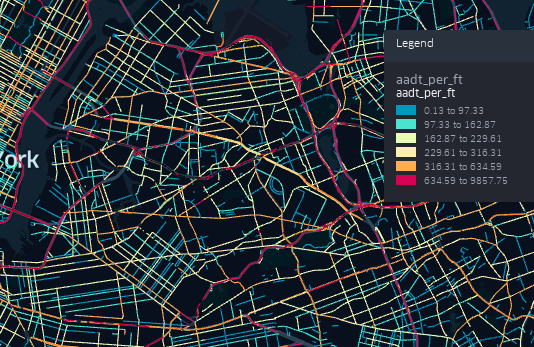 Legend
aadt_per_ft
aadt_per_ft
0.13 to 97.33
97.33 to 162.87
162.87 to 229.61
229.61 to 316.31
316.31 to 634.59
634.59 to 9857.75
ork